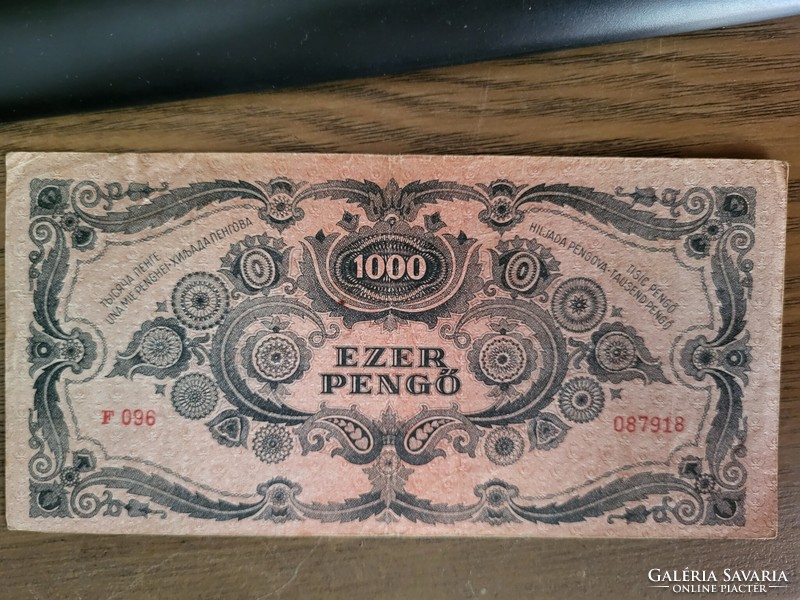 ТЫСЯЧА ПЕНГЕ
UNA MIE PENGHEI - ХИЉАДА ПЕНГОВА
HILJADA PENGOVA - TAUSEND PENGŐ
TISÍC PENGŐ
1000
EZER
PENGŐ
F 096
087918
GALÉRIA SAVARIA
ONLINE PIACTÉR